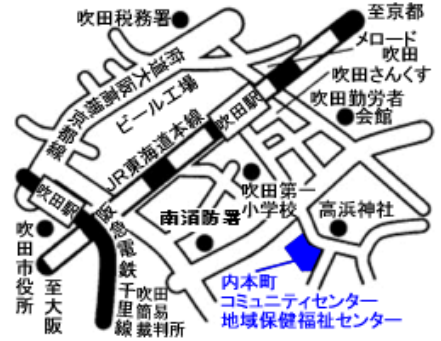 吹田税務署
至京都
メロード
吹田
吹田さんくす
吹田勤労者
会館
府道大阪高槻京都線
ビール工場
JR東海道本線
吹田駅
吹田駅
吹田第一
小学校
高浜神社
南消防署
阪急電鉄千里線
吹田
市役所
至大阪
吹田
簡易
裁判所
内本町
コミュニティセンター
地域保健福祉センター